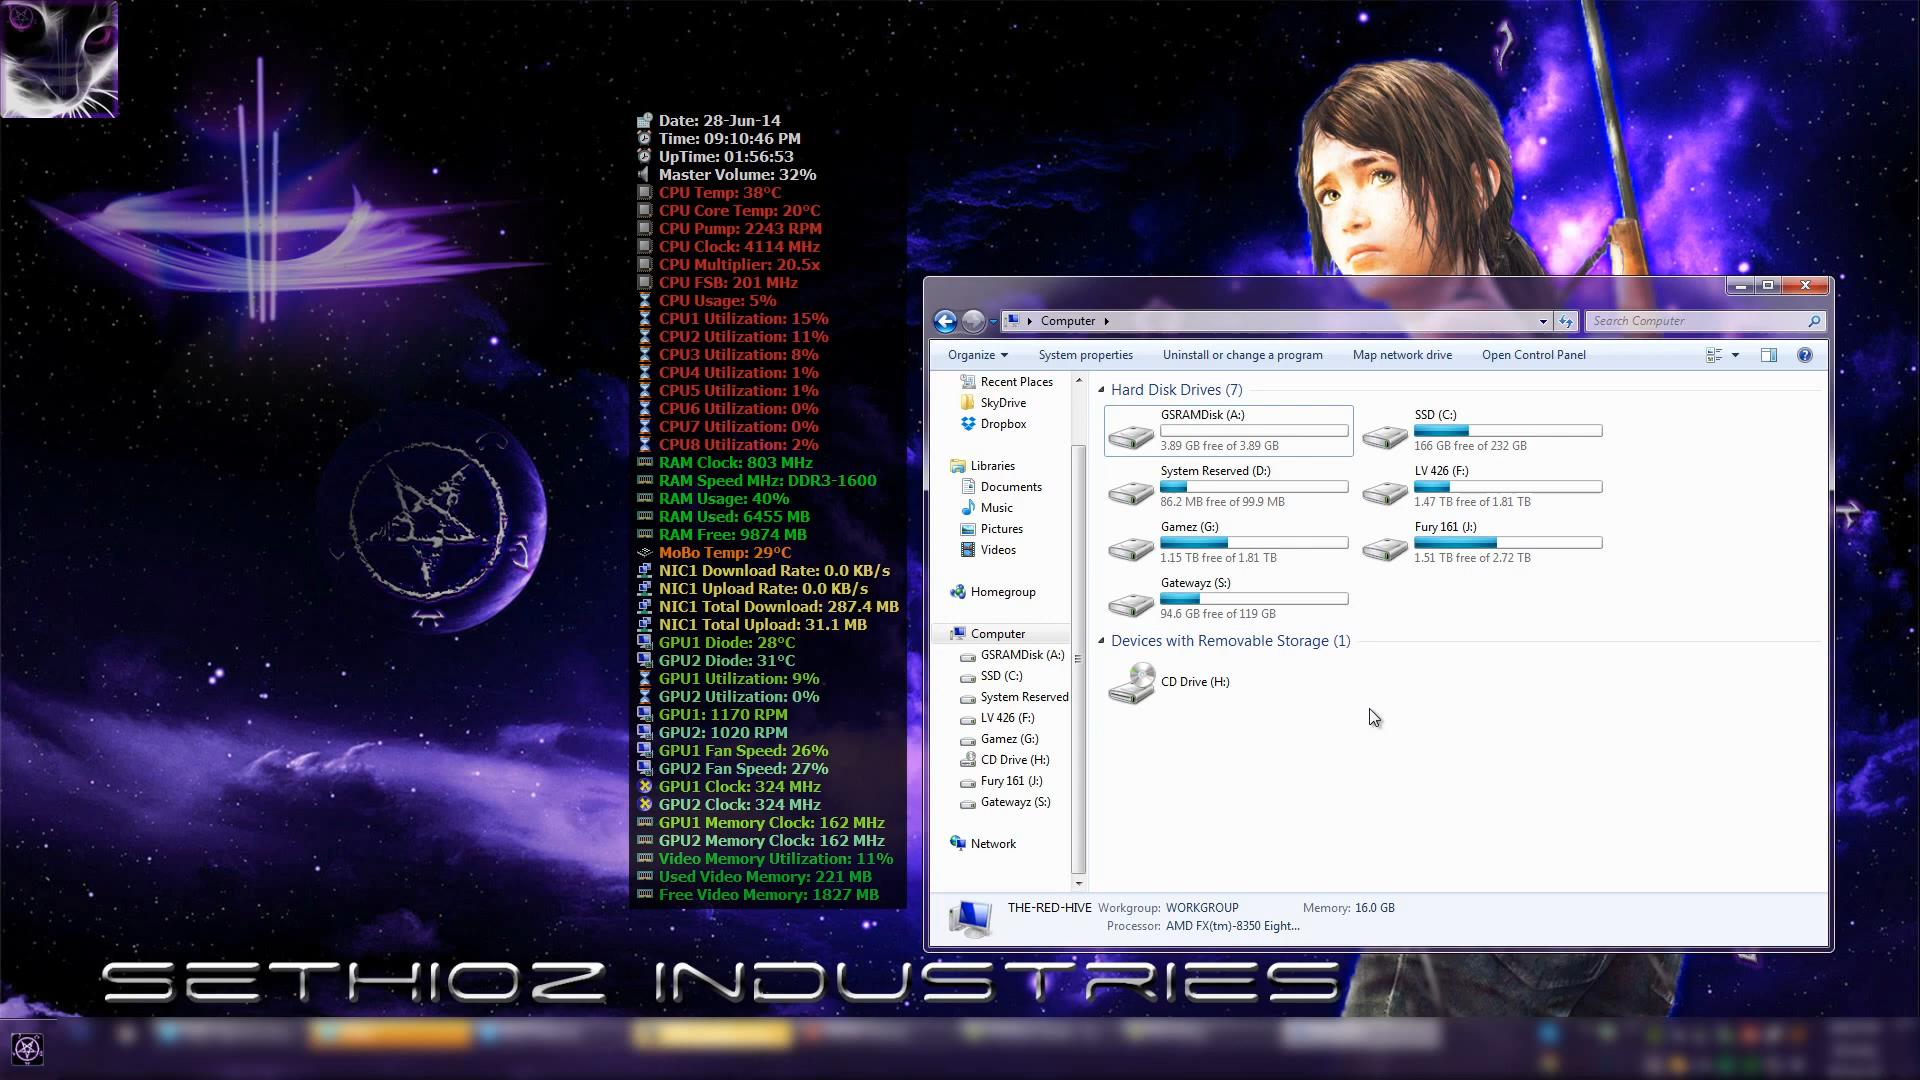 Date: 28-Jun-14
Time: 09:10:46 PM
UpTime: 01:56:53
Master Volume: 32%
CPU Temp: 38°C
CPU Core Temp: 20°C
CPU Pump: 2243 RPM
CPU Clock: 4114 MHz
CPU Multiplier: 20.5x
CPU FSB: 201 MHz
CPU Usage: 5%
CPU1 Utilization: 15%
CPU2 Utilization: 11%
CPU3 Utilization: 8%
CPU4 Utilization: 1%
CPU5 Utilization: 1%
CPU6 Utilization: 0%
CPU7 Utilization: 0%
CPU8 Utilization: 2%
RAM Clock: 803 MHz
RAM Speed MHz: DDR3-1600
RAM Usage: 40%
RAM Used: 6455 MB
RAM Free: 9874 MB
MoBo Temp: 29°C
NIC1 Download Rate: 0.0 KB/s
NIC1 Upload Rate: 0.0 KB/s
NIC1 Total Download: 287.4 MB
NIC1 Total Upload: 31.1 MB
GPU1 Diode: 28°C
GPU2 Diode: 31°C
GPU1 Utilization: 9%
GPU2 Utilization: 0%
GPU1: 1170 RPM
GPU2: 1020 RPM
GPU1 Fan Speed: 26%
GPU2 Fan Speed: 27%
GPU1 Clock: 324 MHz
GPU2 Clock: 324 MHz
GPU1 Memory Clock: 162 MHz
GPU2 Memory Clock: 162 MHz
Video Memory Utilization: 11%
Used Video Memory: 221 MB
Free Video Memory: 1827 MB
Computer
Search Computer
Organize System properties Uninstall or change a program Map network drive Open Control Panel
Recent Places
SkyDrive
Dropbox
Libraries
Documents
Music
Pictures
Videos
Homegroup
Computer
GSRAMDisk (A:)
SSD (C:)
System Reserved
LV 426 (F:)
Gamez (G:)
CD Drive (H:)
Fury 161 (J:)
Gatewayz (S:)
Network
Hard Disk Drives (7)
GSRAMDisk (A:)
3.89 GB free of 3.89 GB
SSD (C:)
166 GB free of 232 GB
System Reserved (D:)
86.2 MB free of 99.9 MB
LV 426 (F:)
1.47 TB free of 1.81 TB
Gamez (G:)
1.15 TB free of 1.81 TB
Fury 161 (J:)
1.51 TB free of 2.72 TB
Gatewayz (S:)
94.6 GB free of 119 GB
Devices with Removable Storage (1)
CD Drive (H:)
THE-RED-HIVE Workgroup: WORKGROUP Memory: 16.0 GB
Processor: AMD FX(tm)-8350 Eight...
SETHIOZ INDUSTRIES